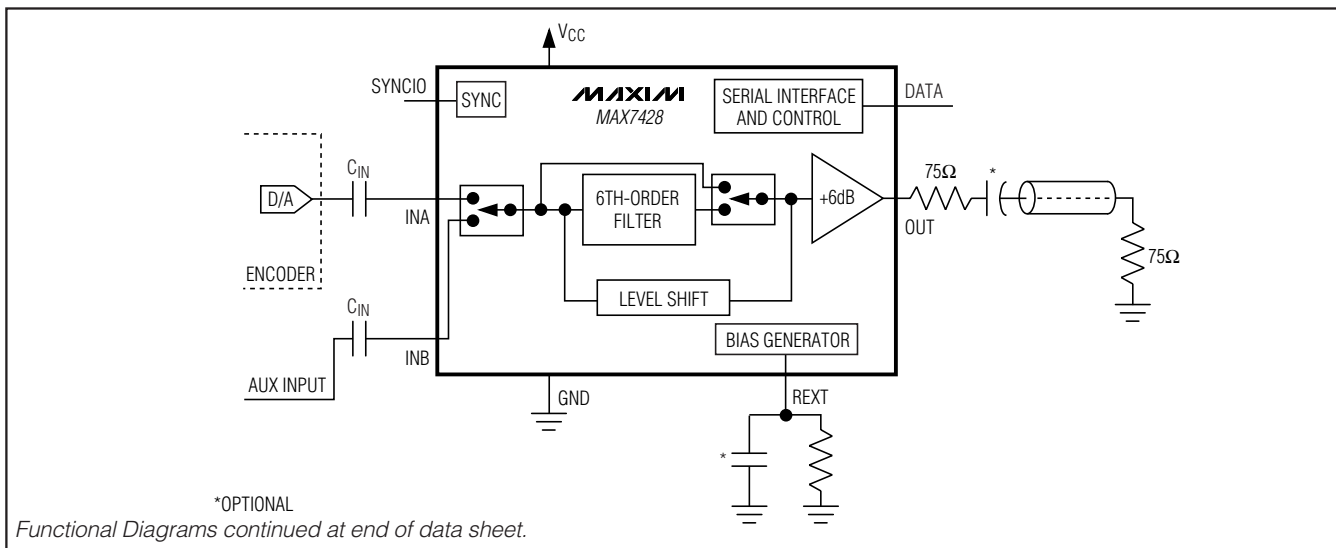 VCC
SYNCIO
SYNC
MAXIM
MAX7428
SERIAL INTERFACE
AND CONTROL
DATA
CIN
D/A
INA
6TH-ORDER
FILTER
+6dB
75Ω
*
OUT
75Ω
ENCODER
LEVEL SHIFT
CIN
BIAS GENERATOR
INB
AUX INPUT
GND
REXT
*
*OPTIONAL
Functional Diagrams continued at end of data sheet.